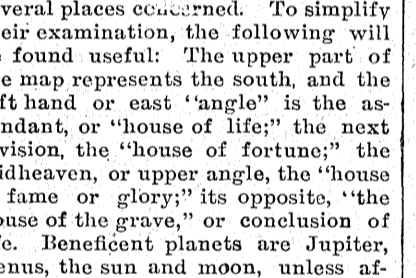 veral places concerned. To simplify
eir examination, the following will
found useful: The upper part of
e map represents the south, and the
ft hand or east "angle" is the as-
ndant, or "house of life;" the next
vision, the "house of fortune;" the
idheaven, or upper angle, the "house
fame or glory;" its opposite, "the
ouse of the grave," or conclusion of
e. Beneficent planets are Jupiter,
enus, the sun and moon, unless af-